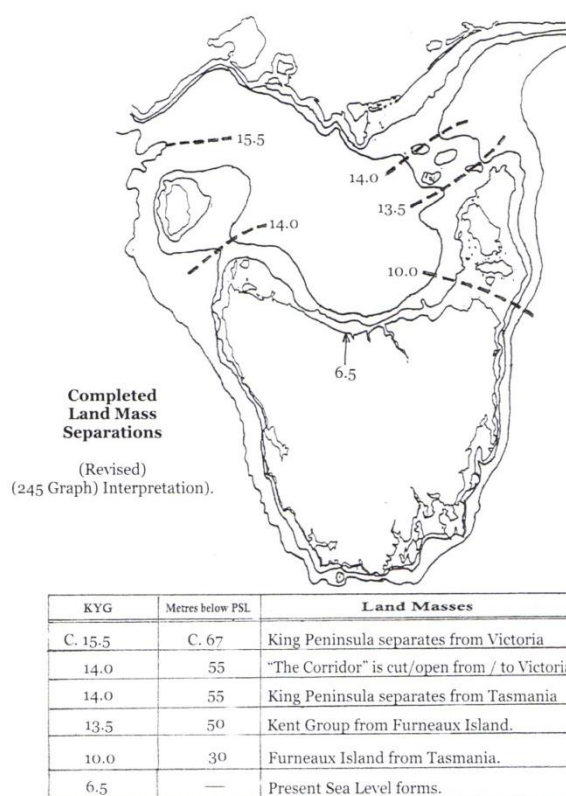 15.5
14.0
13.5
14.0
10.0
6.5
Completed
Land Mass
Separations
(Revised)
(245 Graph) Interpretation).
KYG Metres below PSL Land Masses
C. 15.5 C. 67 King Peninsula separates from Victoria
14.0 55 “The Corridor” is cut/open from / to Victoria
14.0 55 King Peninsula separates from Tasmania
13.5 50 Kent Group from Furneaux Island.
10.0 30 Furneaux Island from Tasmania.
6.5 — Present Sea Level forms.